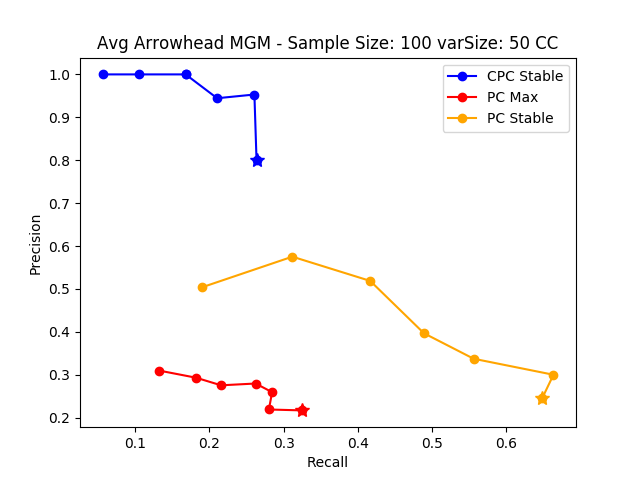 Avg Arrowhead MGM - Sample Size: 100 varSize: 50 CC
CPC Stable
PC Max
PC Stable
Precision
1.0
0.9
0.8
0.7
0.6
0.5
0.4
0.3
0.2
0.1 0.2 0.3 0.4 0.5 0.6
Recall